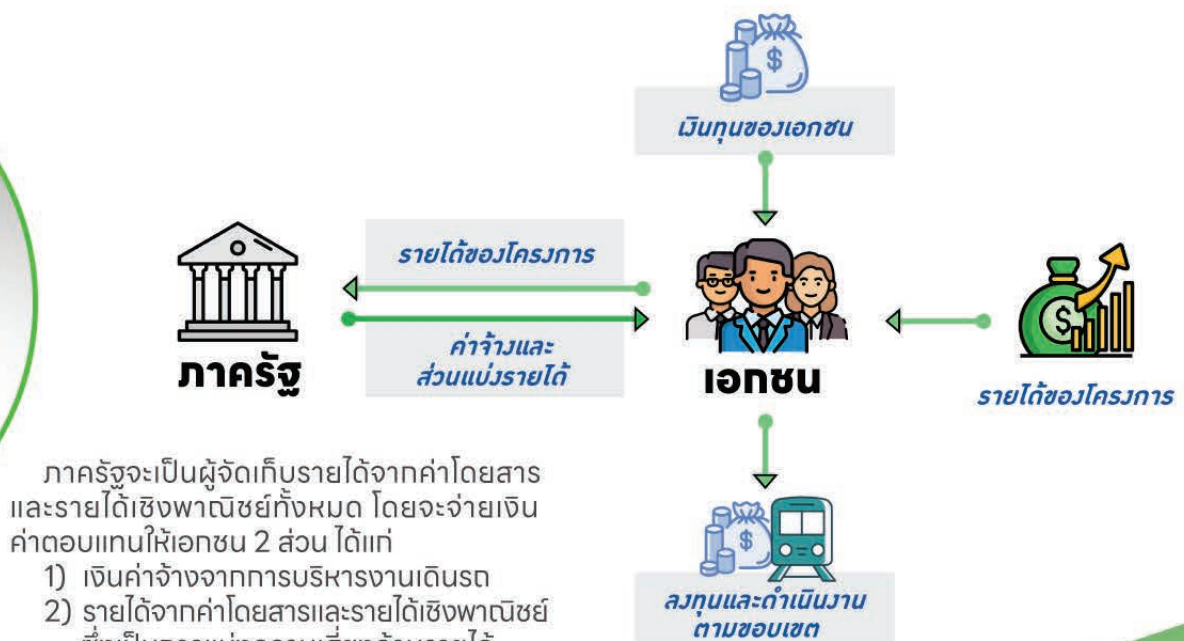 เงินทุนของเอกชน
รายได้ของโครงการ
ค่าจ้างและ
ส่วนแบ่งรายได้
ภาครัฐ
เอกชน
รายได้ของโครงการ
ลงทุนและดำเนินงาน
ตามขอบเขต
ภาครัฐจะเป็นผู้จัดเก็บรายได้จากค่าโดยสาร
และรายได้เชิงพาณิชย์ทั้งหมด โดยจะจ่ายเงิน
ค่าตอบแทนให้เอกชน 2 ส่วน ได้แก่
1) เงินค่าจ้างจากการบริหารงานเดินรถ
2) รายได้จากค่าโดยสารและรายได้เชิงพาณิชย์